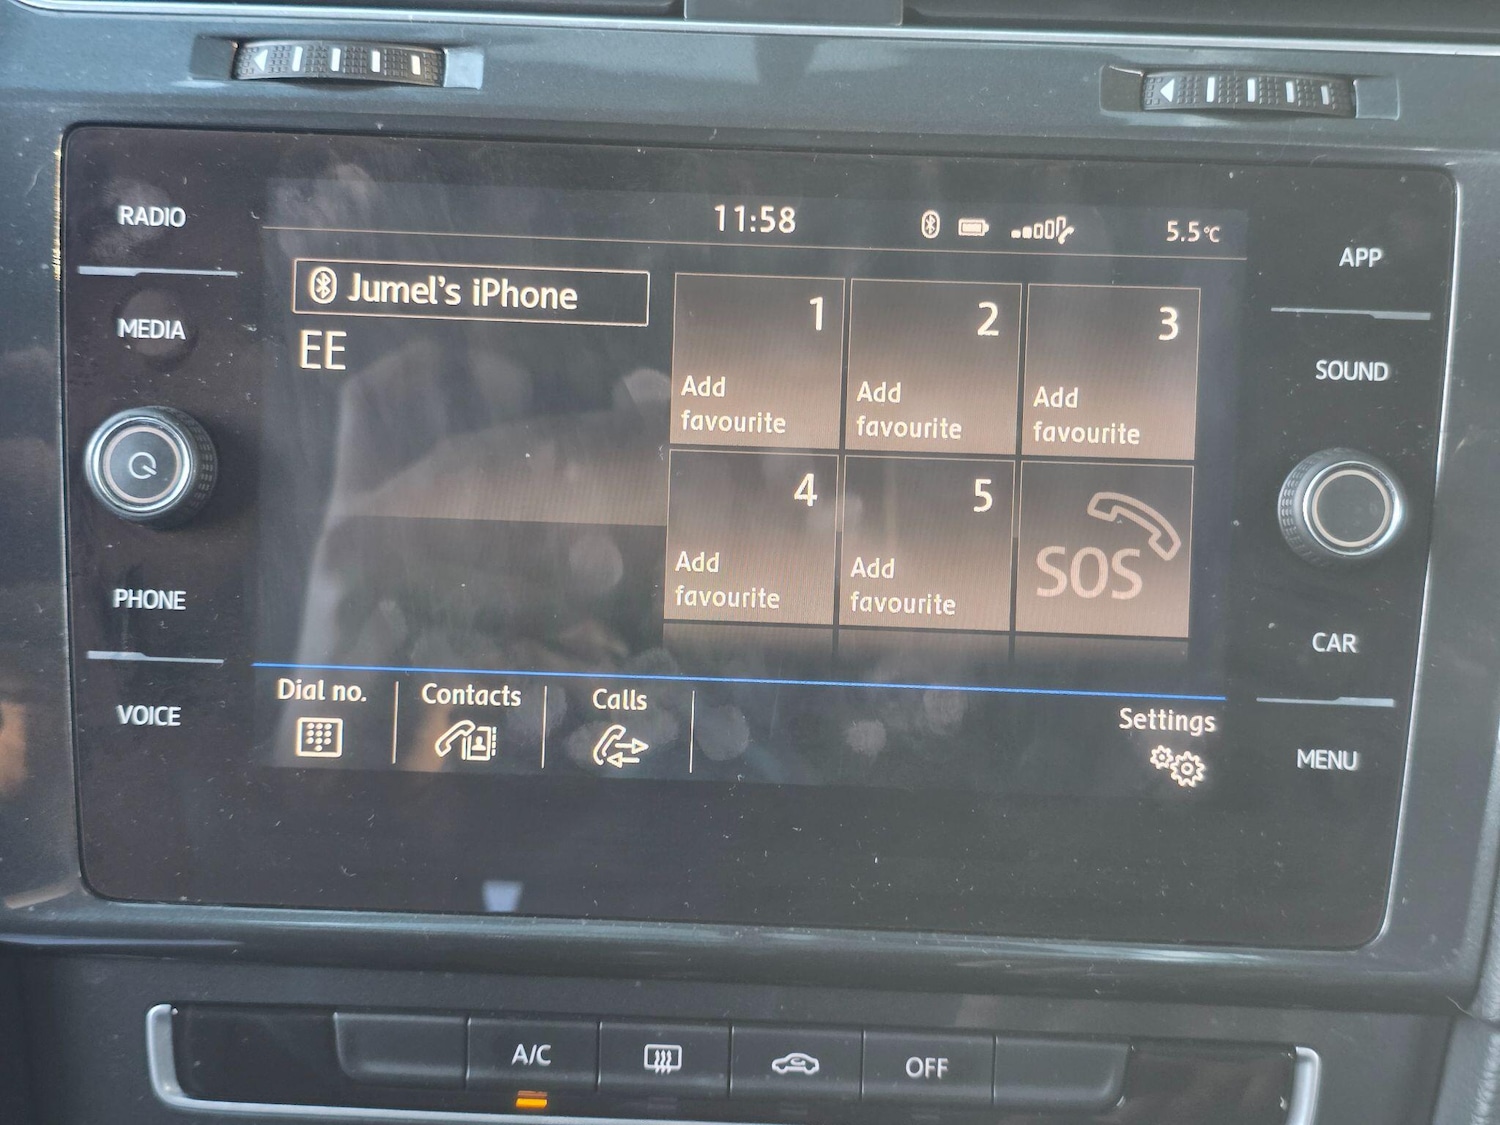 RADIO
MEDIA
PHONE
VOICE
11:58
5.5°C
Jumel's iPhone
EE
1
Add
favourite
2
Add
favourite
3
Add
favourite
4
Add
favourite
5
Add
favourite
SOS
Dial no.
Contacts
Calls
Settings
APP
SOUND
CAR
MENU
A/C
OFF